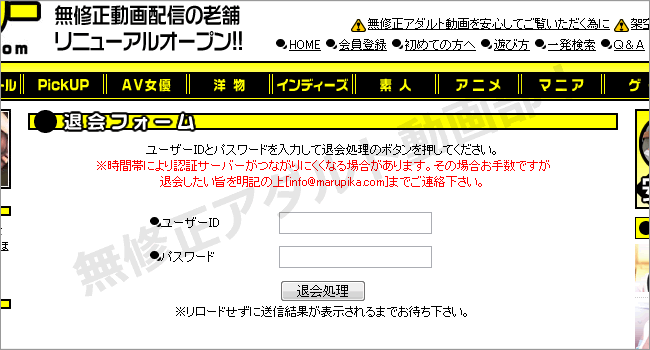 無修正動画配信の老舗
リニューアルオープン!!
com
無修正アダルト動画を安心してご覧いただく為に
架空
HOME 会員登録 初めての方へ 遊び方 一発検索 Q&A
ール PickUP AV女優 洋物 インディーズ 素人 アニメ マニア グ
退会フォーム
ユーザーIDとパスワードを入力して退会処理のボタンを押してください。
※時間帯により認証サーバーがつながりにくくなる場合があります。その場合お手数ですが
退会したい旨を明記の上[info@marupika.com]までご連絡下さい。
ユーザーID
パスワード
退会処理
※リロードせずに送信結果が表示されるまでお待ち下さい。
無修正アダルト動画部